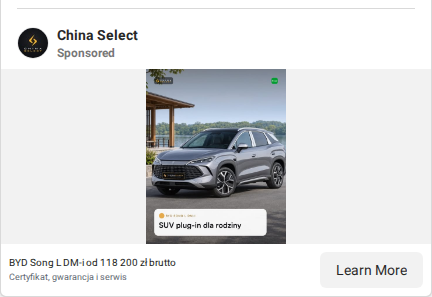 China Select
Sponsored
SUV plug-in dla rodziny
BYD Song L DM-i od 118 200 zł brutto
Certyfikat, gwarancja i serwis
Learn More